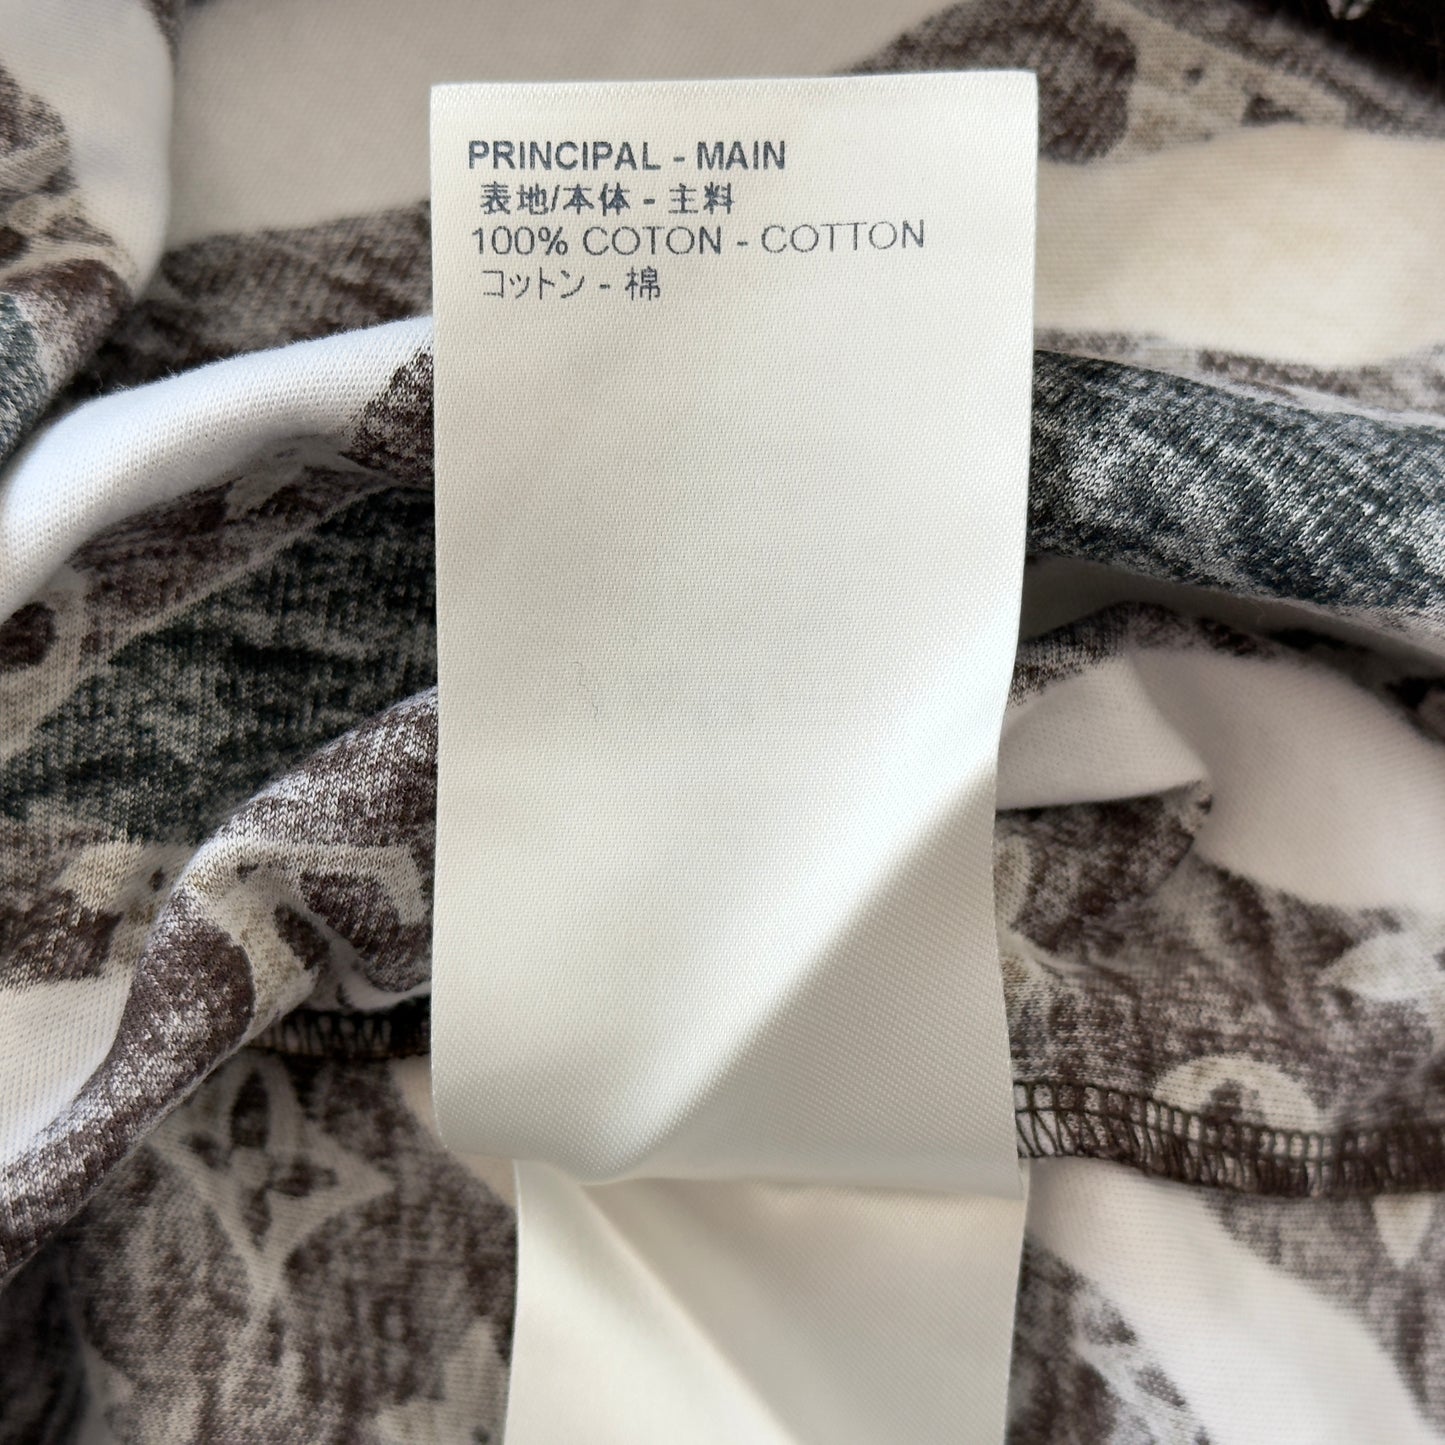 PRINCIPAL - MAIN
表地/本体 - 主料
100% COTON - COTTON
コットン - 棉